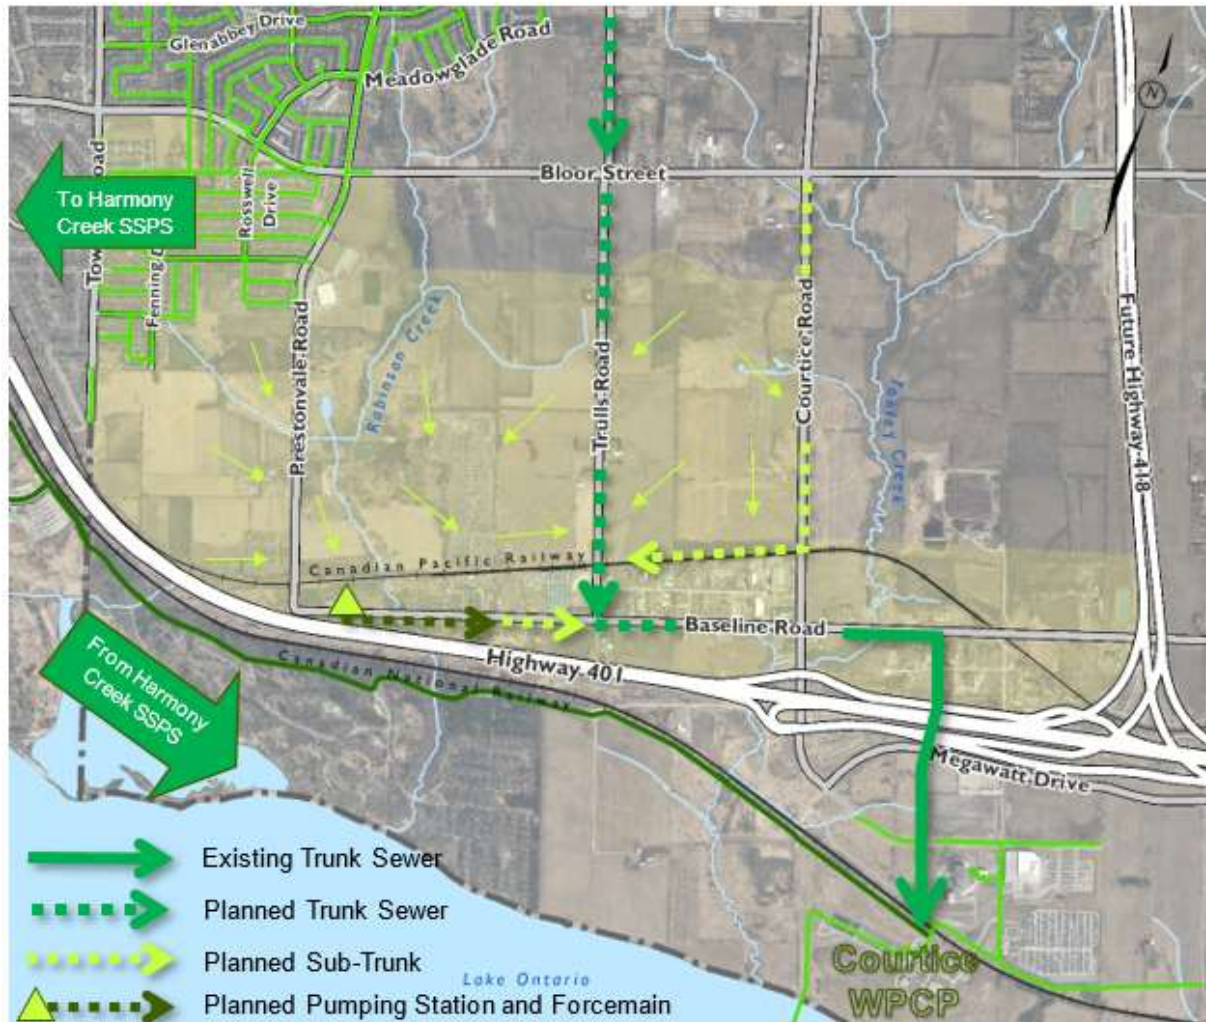 Glenabbey Drive
Meadowglade Road
N
Bloor Street
To Harmony
Creek SSPS
Rosswell
Drive
Road
Tow
Fenning D
Prestonvale Road
Robinson Creek
Trulls Road
Courtice Road
Tooley Creek
Future Highway 418
Canadian Pacific Railway
Baseline Road
Highway 401
Canadian National Railway
From Harmony
Creek SSPS
Megawatt Drive
Existing Trunk Sewer
Planned Trunk Sewer
Planned Sub-Trunk
Planned Pumping Station and Forcemain
Lake Ontario
Courtice
WPCP